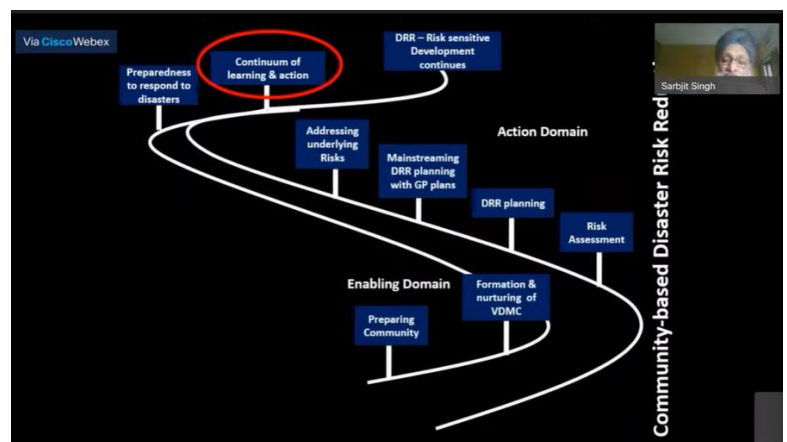 Via Cisco Webex
DRR – Risk sensitive
Development
continues
Continuum of
learning & action
Preparedness
to respond to
disasters
Sarbjit Singh
Addressing
underlying
Risks
Action Domain
Mainstreaming
DRR planning
with GP plans
DRR planning
Risk
Assessment
Enabling Domain
Formation &
nurturing of
VDMC
Preparing
Community
Community-based Disaster Risk